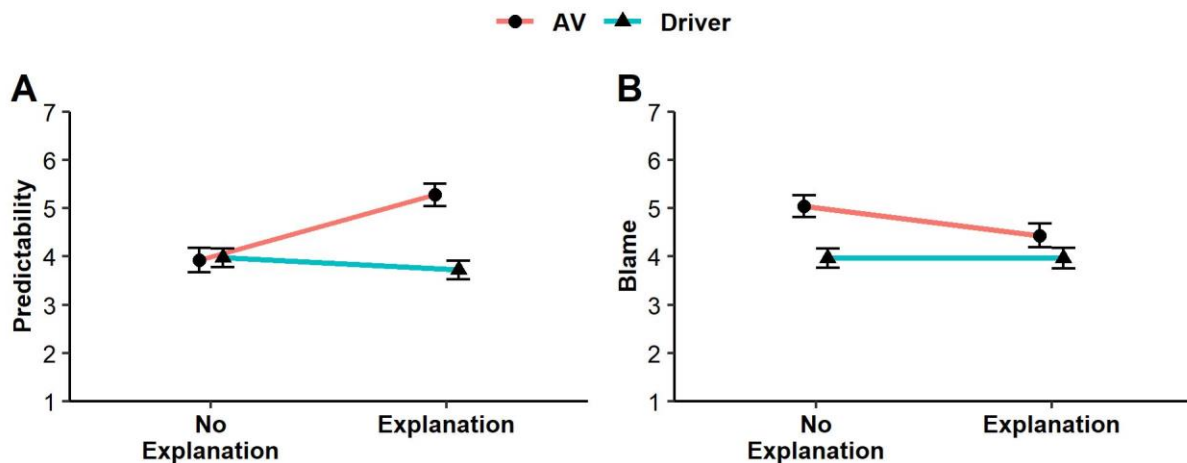 AV Driver
A
Predictability
7
6
5
4
3
2
1
No
Explanation
Explanation
B
Blame
7
6
5
4
3
2
1
No
Explanation
Explanation